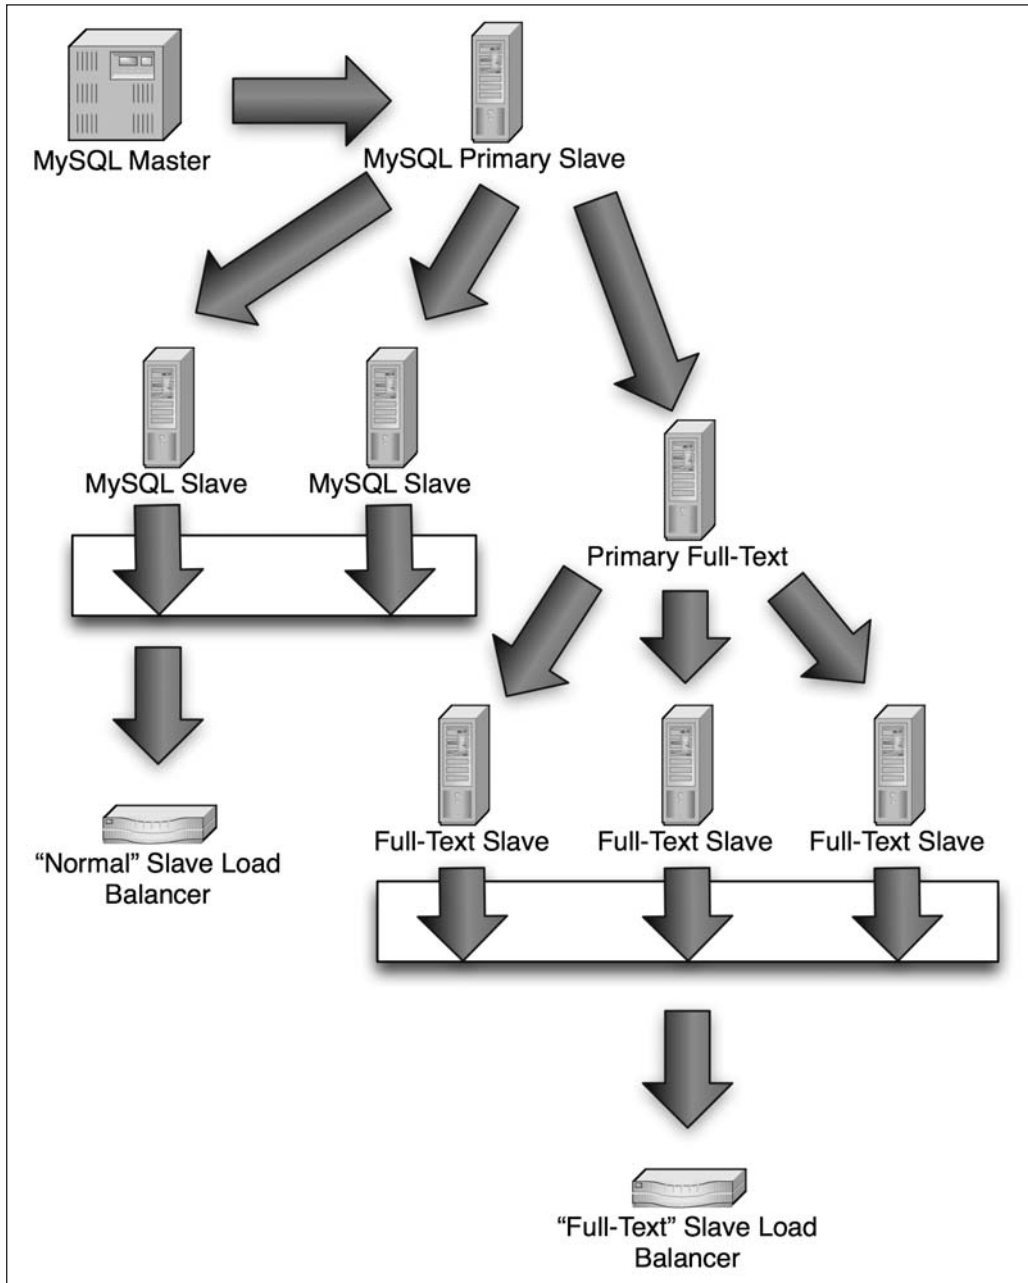 MySQL Master
MySQL Primary Slave
MySQL Slave
MySQL Slave
Primary Full-Text
Full-Text Slave
Full-Text Slave
Full-Text Slave
“Normal” Slave Load
Balancer
“Full-Text” Slave Load
Balancer